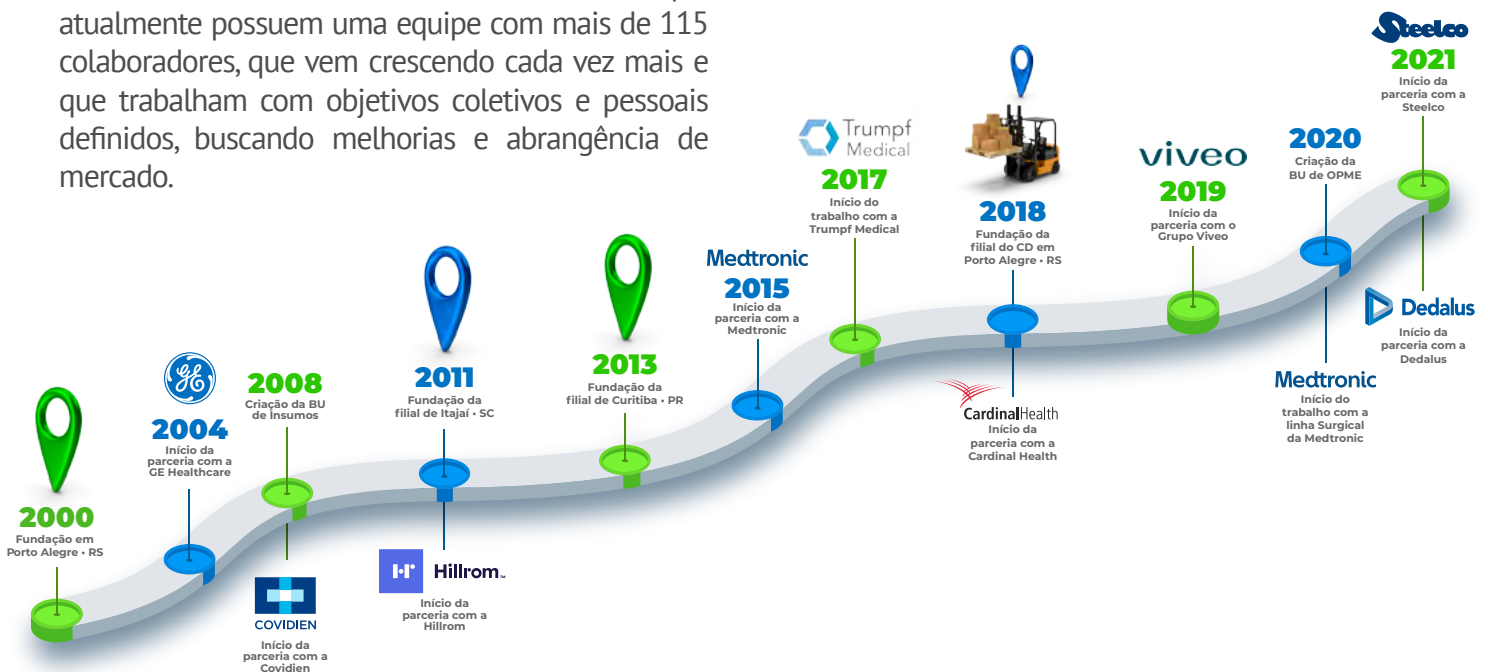 atualmente possuem uma equipe com mais de 115
colaboradores, que vem crescendo cada vez mais e
que trabalham com objetivos coletivos e pessoais
definidos, buscando melhorias e abrangência de
mercado.
2000
Fundação em
Porto Alegre • RS
GE
2004
Início da
parceria com a
GE Healthcare
2008
Criação da BU
de Insumos
COVIDIEN
Início da
parceria com a
Covidien
2011
Fundação da
filial de Itajaí • SC
Hillrom™
Início da
parceria com a
Hillrom
2013
Fundação da
filial de Curitiba • PR
Medtronic
2015
Início da
parceria com a
Medtronic
Trumpf
Medical
2017
Início do
trabalho com a
Trumpf Medical
2018
Fundação da
filial do CD em
Porto Alegre • RS
CardinalHealth
Início da
parceria com a
Cardinal Health
viveo
2019
Início da
parceria com o
Grupo Viveo
2020
Criação da
BU de OPME
Medtronic
Início do
trabalho com a
linha Surgical
da Medtronic
Steelco
2021
Início da
parceria com a
Steelco
Dedalus
Início da
parceria com a
Dedalus